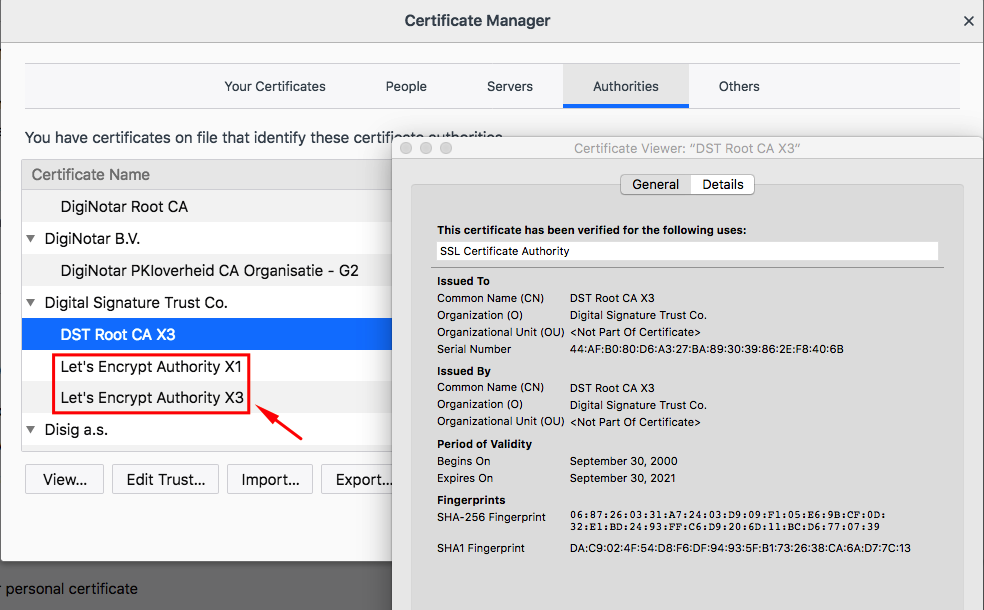 Certificate Manager
Your Certificates People Servers Authorities Others
You have certificates on file that identify these certificate authorities
Certificate Name
DigiNotar Root CA
DigiNotar B.V.
DigiNotar PKIoverheid CA Organisatie - G2
Digital Signature Trust Co.
DST Root CA X3
Let's Encrypt Authority X1
Let's Encrypt Authority X3
Disig a.s.
View... Edit Trust... Import... Export...
personal certificate
Certificate Viewer: “DST Root CA X3”
General Details
This certificate has been verified for the following uses:
SSL Certificate Authority
Issued To
Common Name (CN) DST Root CA X3
Organization (O) Digital Signature Trust Co.
Organizational Unit (OU) <Not Part Of Certificate>
Serial Number 44:AF:B0:80:D6:A3:27:BA:89:30:39:86:2E:F8:40:6B
Issued By
Common Name (CN) DST Root CA X3
Organization (O) Digital Signature Trust Co.
Organizational Unit (OU) <Not Part Of Certificate>
Period of Validity
Begins On September 30, 2000
Expires On September 30, 2021
Fingerprints
SHA-256 Fingerprint 06:87:26:03:31:A7:24:03:D9:09:F1:05:E6:9B:CF:0D:
32:E1:BD:24:93:FF:C6:D9:20:6D:11:BC:D6:77:07:39
SHA1 Fingerprint DA:C9:02:4F:54:D8:F6:DF:94:93:5F:B1:73:26:38:CA:6A:D7:7C:13